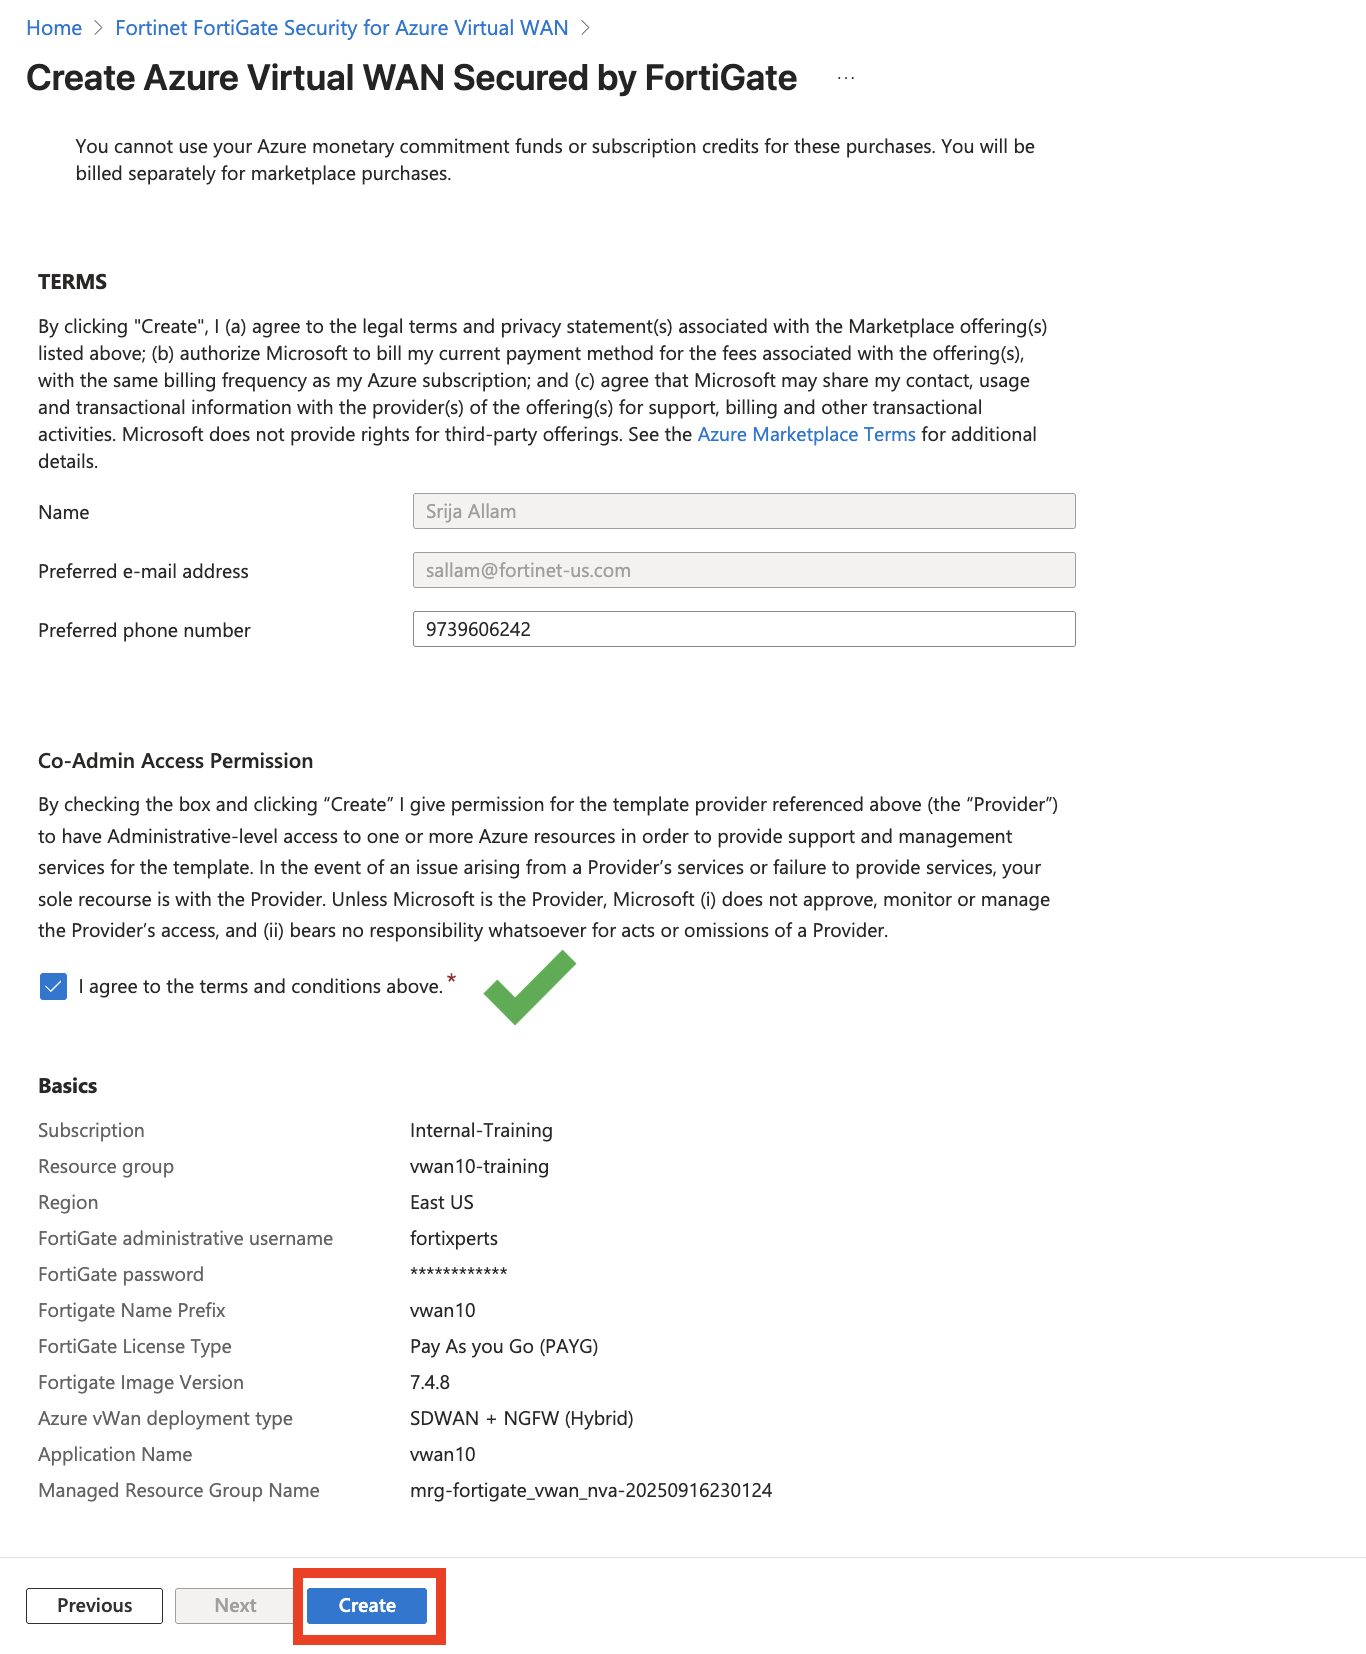 Home > Fortinet FortiGate Security for Azure Virtual WAN >
Create Azure Virtual WAN Secured by FortiGate ...
You cannot use your Azure monetary commitment funds or subscription credits for these purchases. You will be
billed separately for marketplace purchases.
TERMS
By clicking "Create", I (a) agree to the legal terms and privacy statement(s) associated with the Marketplace offering(s)
listed above; (b) authorize Microsoft to bill my current payment method for the fees associated with the offering(s),
with the same billing frequency as my Azure subscription; and (c) agree that Microsoft may share my contact, usage
and transactional information with the provider(s) of the offering(s) for support, billing and other transactional
activities. Microsoft does not provide rights for third-party offerings. See the Azure Marketplace Terms for additional
details.
Name Srija Allam
Preferred e-mail address sallam@fortinet-us.com
Preferred phone number 9739606242
Co-Admin Access Permission
By checking the box and clicking “Create” I give permission for the template provider referenced above (the “Provider”)
to have Administrative-level access to one or more Azure resources in order to provide support and management
services for the template. In the event of an issue arising from a Provider’s services or failure to provide services, your
sole recourse is with the Provider. Unless Microsoft is the Provider, Microsoft (i) does not approve, monitor or manage
the Provider’s access, and (ii) bears no responsibility whatsoever for acts or omissions of a Provider.
I agree to the terms and conditions above. *
Basics
Subscription Internal-Training
Resource group vwan10-training
Region East US
FortiGate administrative username fortixperts
FortiGate password ************
Fortigate Name Prefix vwan10
FortiGate License Type Pay As you Go (PAYG)
Fortigate Image Version 7.4.8
Azure vWan deployment type SDWAN + NGFW (Hybrid)
Application Name vwan10
Managed Resource Group Name mrg-fortigate_vwan_nva-20250916230124
Previous Next Create